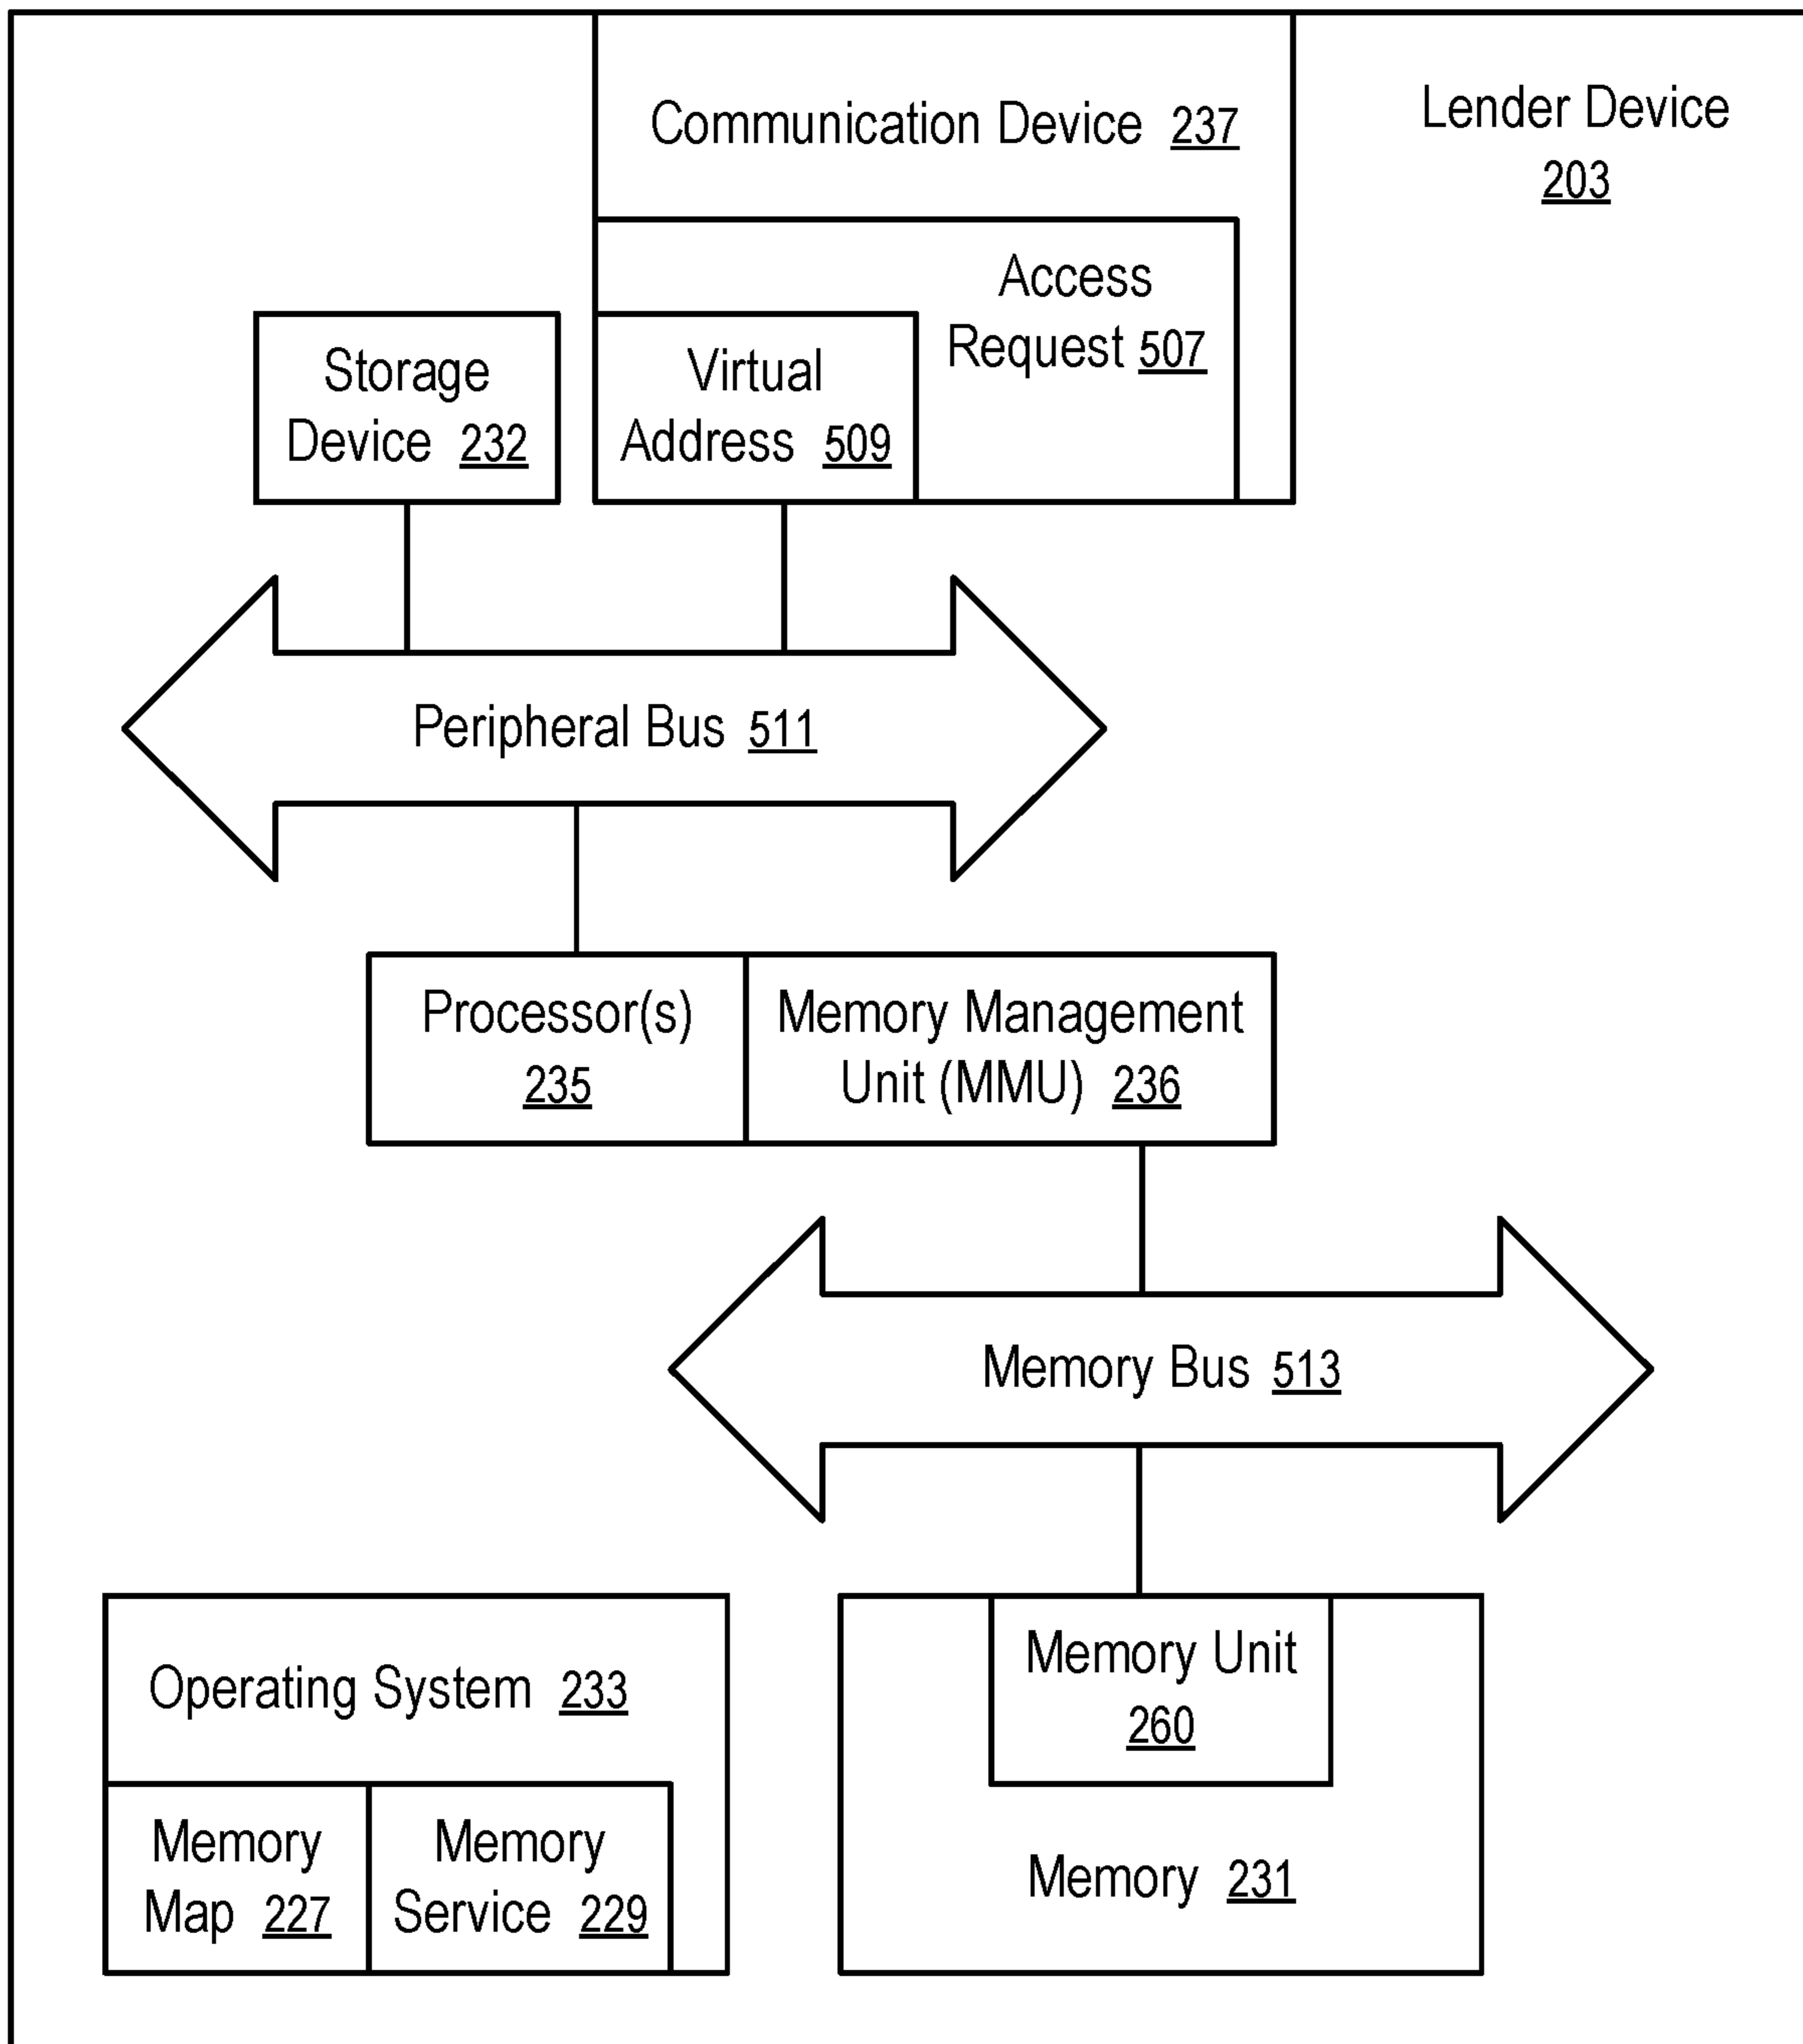 Communication Device 237
Lender Device
203
Access
Request 507
Storage
Device 232
Virtual
Address 509
Peripheral Bus 511
Processor(s)
235
Memory Management
Unit (MMU) 236
Memory Bus 513
Operating System 233
Memory
Map 227
Memory
Service 229
Memory Unit
260
Memory 231